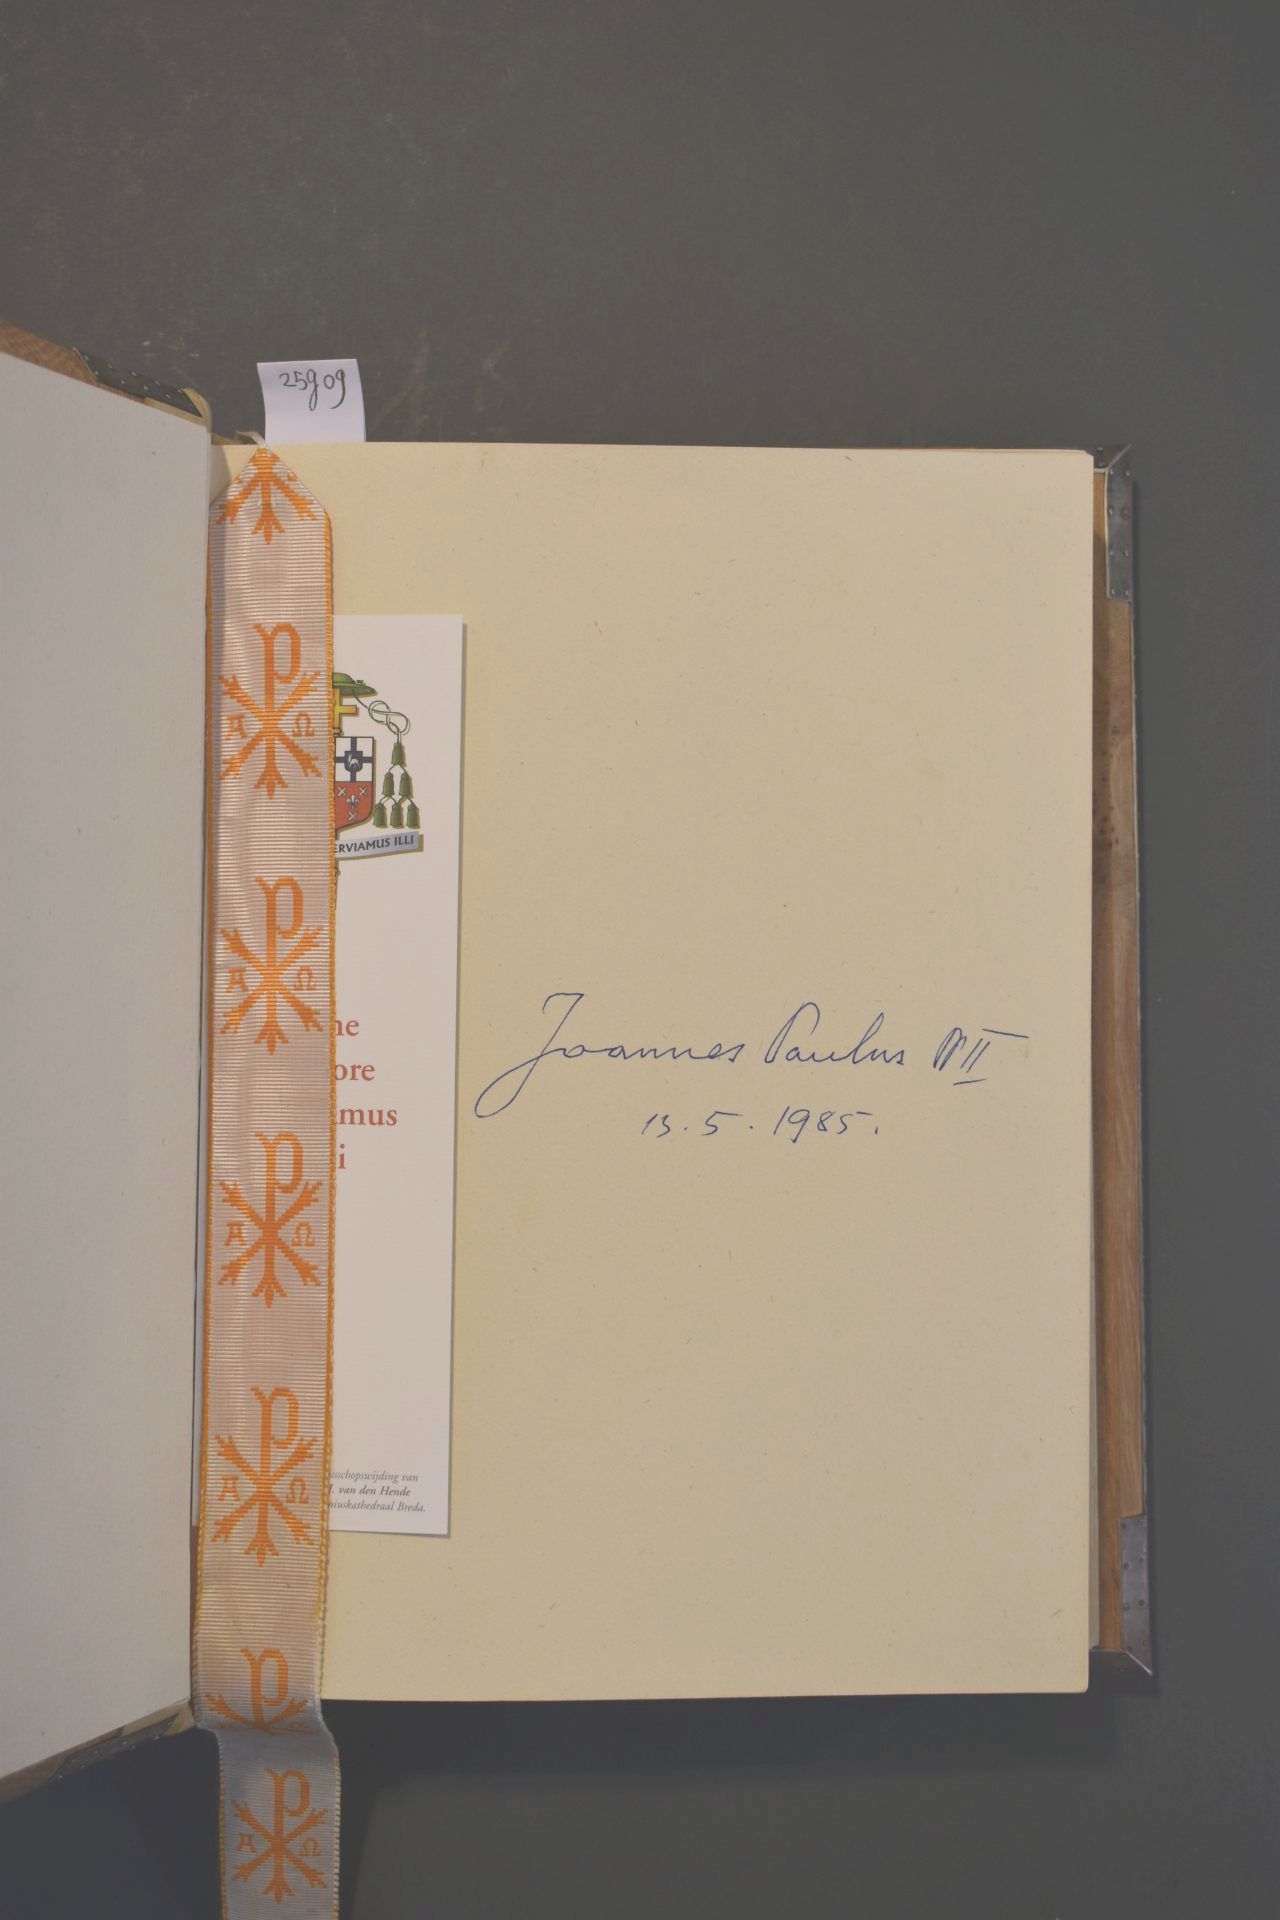 25909
Α Ω
ERVIAMUS ILLI
Α Ω
ne
ore
amus
i
Joannes Paulus PP II
13. 5. 1985.
Α Ω
Α Ω
isschopswijding van
J. van den Hende
niuskathedraal Breda.
Α Ω